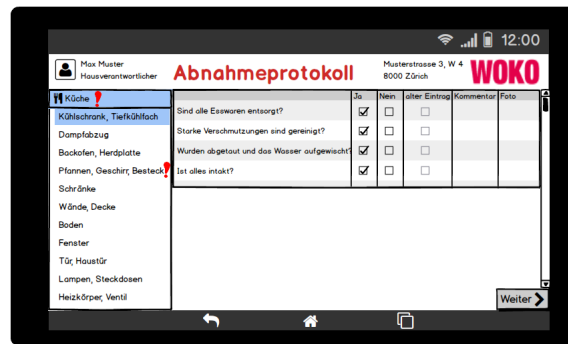 12:00
Max Muster
Hausverantwortlicher
Abnahmeprotokoll
Musterstrasse 3, W 4
8000 Zürich
WOKO
Küche !
Kühlschrank, Tiefkühlfach
Dampfabzug
Backofen, Herdplatte
Pfannen, Geschirr, Besteck !
Schränke
Wände, Decke
Boden
Fenster
Tür, Haustür
Lampen, Steckdosen
Heizkörper, Ventil
Ja Nein alter Eintrag Kommentar Foto
Sind alle Esswaren entsorgt?
Starke Verschmutzungen sind gereinigt?
Wurden abgetaut und das Wasser aufgewischt?
Ist alles intakt?
Weiter